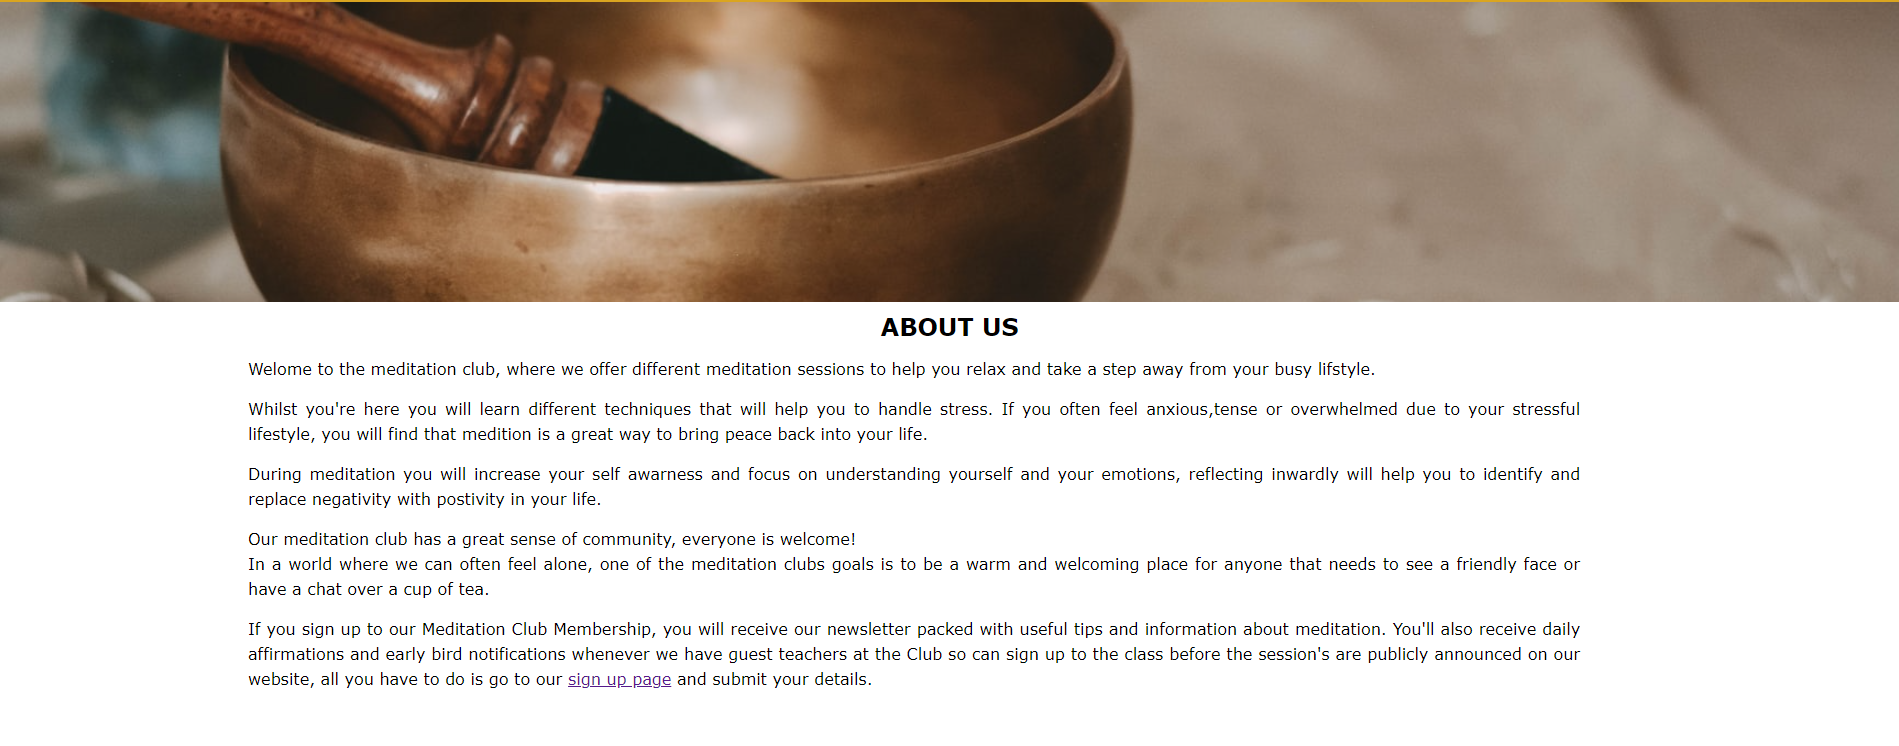 ABOUT US
Welome to the meditation club, where we offer different meditation sessions to help you relax and take a step away from your busy lifstyle.
Whilst you're here you will learn different techniques that will help you to handle stress. If you often feel anxious,tense or overwhelmed due to your stressful
lifestyle, you will find that medition is a great way to bring peace back into your life.
During meditation you will increase your self awarness and focus on understanding yourself and your emotions, reflecting inwardly will help you to identify and
replace negativity with postivity in your life.
Our meditation club has a great sense of community, everyone is welcome!
In a world where we can often feel alone, one of the meditation clubs goals is to be a warm and welcoming place for anyone that needs to see a friendly face or
have a chat over a cup of tea.
If you sign up to our Meditation Club Membership, you will receive our newsletter packed with useful tips and information about meditation. You'll also receive daily
affirmations and early bird notifications whenever we have guest teachers at the Club so can sign up to the class before the session's are publicly announced on our
website, all you have to do is go to our sign up page and submit your details.